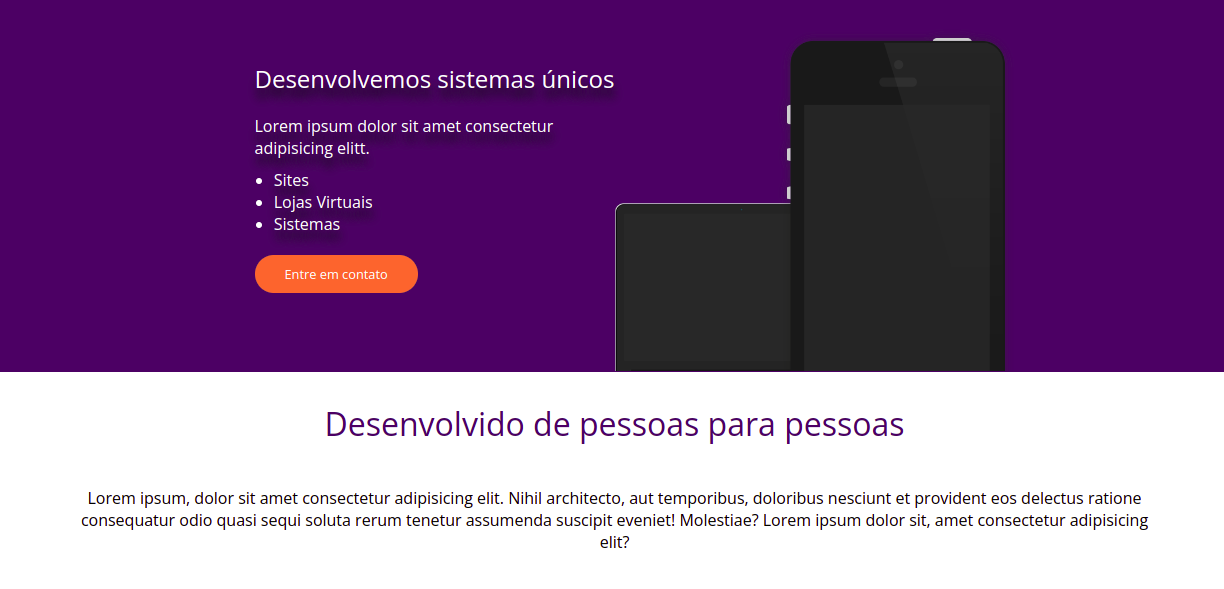 Desenvolvemos sistemas únicos
Lorem ipsum dolor sit amet consectetur
adipisicing elitt.
Sites
Lojas Virtuais
Sistemas
Entre em contato
Desenvolvido de pessoas para pessoas
Lorem ipsum, dolor sit amet consectetur adipisicing elit. Nihil architecto, aut temporibus, doloribus nesciunt et provident eos delectus ratione
consequatur odio quasi sequi soluta rerum tenetur assumenda suscipit eveniet! Molestiae? Lorem ipsum dolor sit, amet consectetur adipisicing
elit?